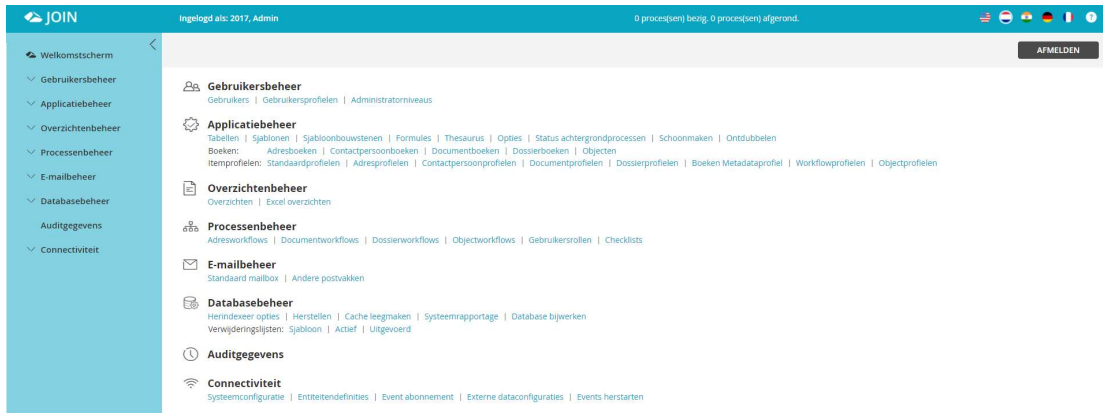 JOIN
Ingelogd als: 2017, Admin
0 proces(sen) bezig. 0 proces(sen) afgerond.
?
AFMELDEN
Welkomstscherm
Gebruikersbeheer
Applicatiebeheer
Overzichtenbeheer
Processenbeheer
E-mailbeheer
Databasebeheer
Auditgegevens
Connectiviteit
Gebruikersbeheer
Gebruikers | Gebruikersprofielen | Administratorniveaus
Applicatiebeheer
Tabellen | Sjablonen | Sjabloonbouwstenen | Formules | Thesaurus | Opties | Status achtergrondprocessen | Schoonmaken | Ontdubbelen
Boeken: Adresboeken | Contactpersoonboeken | Documentboeken | Dossierboeken | Objecten
Itemprofielen: Standaardprofielen | Adresprofielen | Contactpersoonprofielen | Documentprofielen | Dossierprofielen | Boeken Metadataprofiel | Workflowprofielen | Objectprofielen
Overzichtenbeheer
Overzichten | Excel overzichten
Processenbeheer
Adresworkflows | Documentworkflows | Dossierworkflows | Objectworkflows | Gebruikersrollen | Checklists
E-mailbeheer
Standaard mailbox | Andere postvakken
Databasebeheer
Herindexeer opties | Herstellen | Cache leegmaken | Systeemrapportage | Database bijwerken
Verwijderingslijsten: Sjabloon | Actief | Uitgevoerd
Auditgegevens
Connectiviteit
Systeemconfiguratie | Entiteitendefinities | Event abonnement | Externe dataconfiguraties | Events herstarten